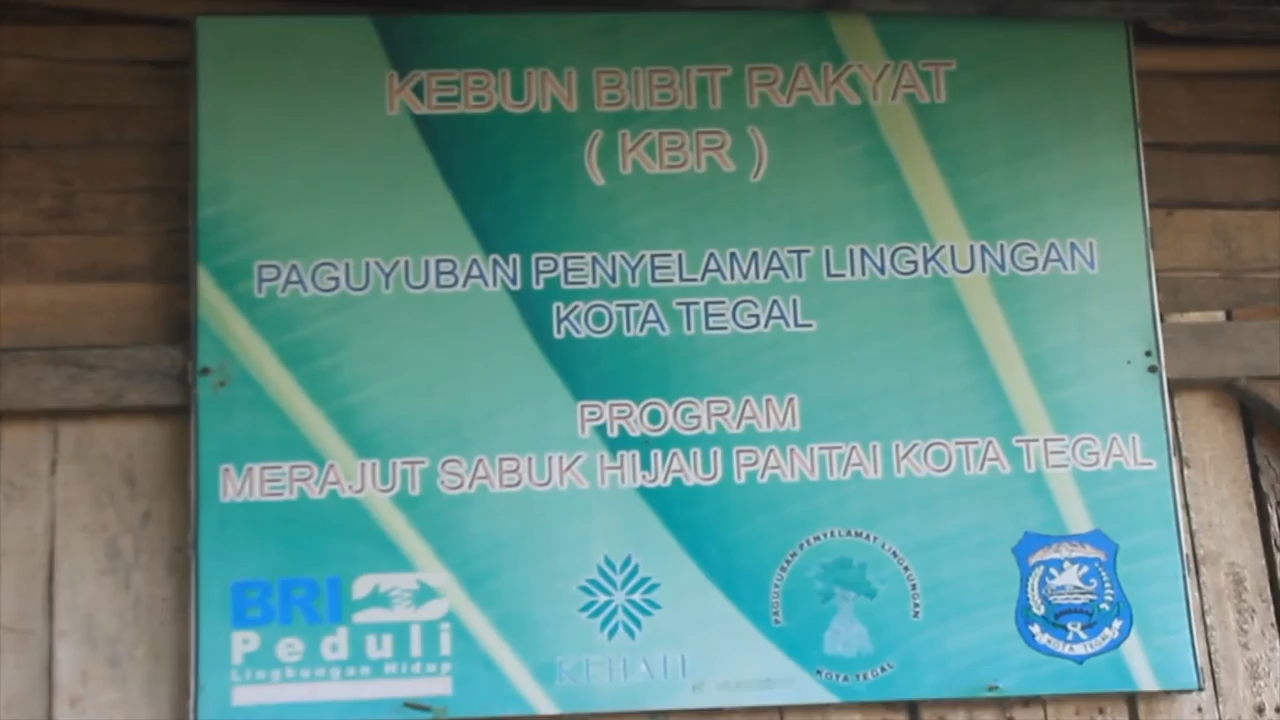 KEBUN BIBIT RAKYAT
( KBR )
PAGUYUBAN PENYELAMAT LINGKUNGAN
KOTA TEGAL
PROGRAM
MERAJUT SABUK HIJAU PANTAI KOTA TEGAL
BRI
Peduli
Lingkungan Hidup
KEHATI
PAGUYUBAN PENYELAMAT LINGKUNGAN
KOTA TEGAL
KOTA TEGAL